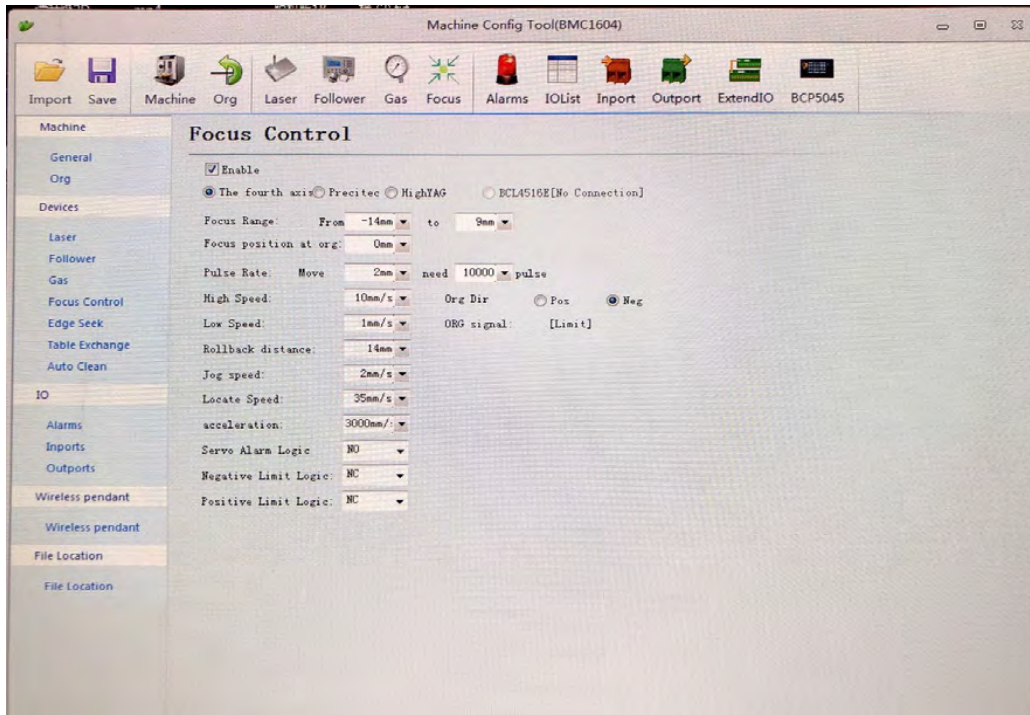 Machine Config Tool(BMC1604)
Import Save Machine Org Laser Follower Gas Focus Alarms IOList Inport Outport ExtendIO BCP5045
Machine
General
Org
Devices
Laser
Follower
Gas
Focus Control
Edge Seek
Table Exchange
Auto Clean
IO
Alarms
Inports
Outports
Wireless pendant
Wireless pendant
File Location
File Location
Focus Control
Enable
The fourth axis Precitec HighYAG BCL4516E[No Connection]
Focus Range: From -14mm to 9mm
Focus position at org: 0mm
Pulse Rate: Move 2mm need 10000 pulse
High Speed: 10mm/s Org Dir Pos Neg
Low Speed: 1mm/s ORG signal: [Limit]
Rollback distance: 14mm
Jog speed: 2mm/s
Locate Speed: 35mm/s
acceleration: 3000mm/
Servo Alarm Logic NO
Negative Limit Logic: NC
Positive Limit Logic: NC